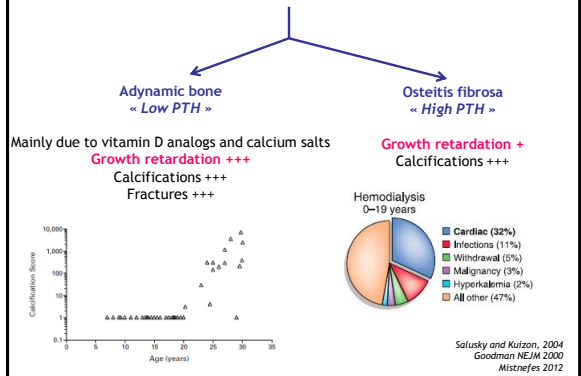 Adynamic bone
« Low PTH »
Mainly due to vitamin D analogs and calcium salts
Growth retardation +++
Calcifications +++
Fractures +++
Osteitis fibrosa
« High PTH »
Growth retardation +
Calcifications +++
Calcification Score
10,000
1,000
100
10
1
0.1
0 5 10 15 20 25 30 35
Age (years)
Hemodialysis
0–19 years
Cardiac (32%)
Infections (11%)
Withdrawal (5%)
Malignancy (3%)
Hyperkalemia (2%)
All other (47%)
Salusky and Kuizon, 2004
Goodman NEJM 2000
Mistnefes 2012